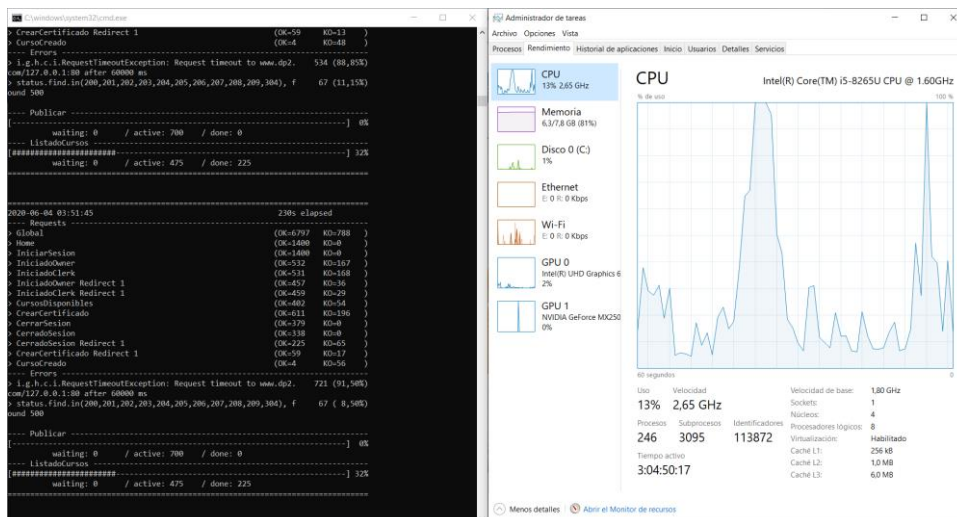 C:\windows\system32\cmd.exe
> CrearCertificado Redirect 1 (OK=59 KO=13 )
> CursoCreado (OK=4 KO=48 )
---- Errors ----
> i.g.h.c.i.RequestTimeoutException: Request timeout to www.dp2. 534 (88,85%)
com/127.0.0.1:80 after 60000 ms
> status.find.in(200,201,202,203,204,205,206,207,208,209,304), f 67 (11,15%)
ound 500
---- Publicar ----
[----] 0%
waiting: 0 / active: 700 / done: 0
---- ListadoCursos ----
[#######################----] 32%
waiting: 0 / active: 475 / done: 225
2020-06-04 03:51:45 230s elapsed
---- Requests ----
> Global (OK=6797 KO=788 )
> Home (OK=1400 KO=0 )
> IniciarSesion (OK=1400 KO=0 )
> IniciadoOwner (OK=532 KO=167 )
> IniciadoClerk (OK=531 KO=168 )
> IniciadoOwner Redirect 1 (OK=457 KO=36 )
> IniciadoClerk Redirect 1 (OK=459 KO=29 )
> CursosDisponibles (OK=402 KO=54 )
> CrearCertificado (OK=611 KO=196 )
> CerrarSesion (OK=379 KO=0 )
> CerradoSesion (OK=338 KO=0 )
> CerradoSesion Redirect 1 (OK=225 KO=65 )
> CrearCertificado Redirect 1 (OK=59 KO=17 )
> CursoCreado (OK=4 KO=56 )
---- Errors ----
> i.g.h.c.i.RequestTimeoutException: Request timeout to www.dp2. 721 (91,50%)
com/127.0.0.1:80 after 60000 ms
> status.find.in(200,201,202,203,204,205,206,207,208,209,304), f 67 ( 8,50%)
ound 500
---- Publicar ----
[----] 0%
waiting: 0 / active: 700 / done: 0
---- ListadoCursos ----
[#######################----] 32%
waiting: 0 / active: 475 / done: 225
Administrador de tareas
Archivo Opciones Vista
Procesos Rendimiento Historial de aplicaciones Inicio Usuarios Detalles Servicios
CPU
13% 2,65 GHz
Memoria
6,3/7,8 GB (81%)
Disco 0 (C:)
1%
Ethernet
E: 0 R: 0 Kbps
Wi-Fi
E: 0 R: 0 Kbps
GPU 0
Intel(R) UHD Graphics 6
2%
GPU 1
NVIDIA GeForce MX250
0%
CPU Intel(R) Core(TM) i5-8265U CPU @ 1.60GHz
% de uso 100 %
60 segundos 0
Uso Velocidad
13% 2,65 GHz
Procesos Subprocesos Identificadores
246 3095 113872
Tiempo activo
3:04:50:17
Velocidad de base: 1,80 GHz
Sockets: 1
Núcleos: 4
Procesadores lógicos: 8
Virtualización: Habilitado
Caché L1: 256 kB
Caché L2: 1,0 MB
Caché L3: 6,0 MB
Menos detalles Abrir el Monitor de recursos